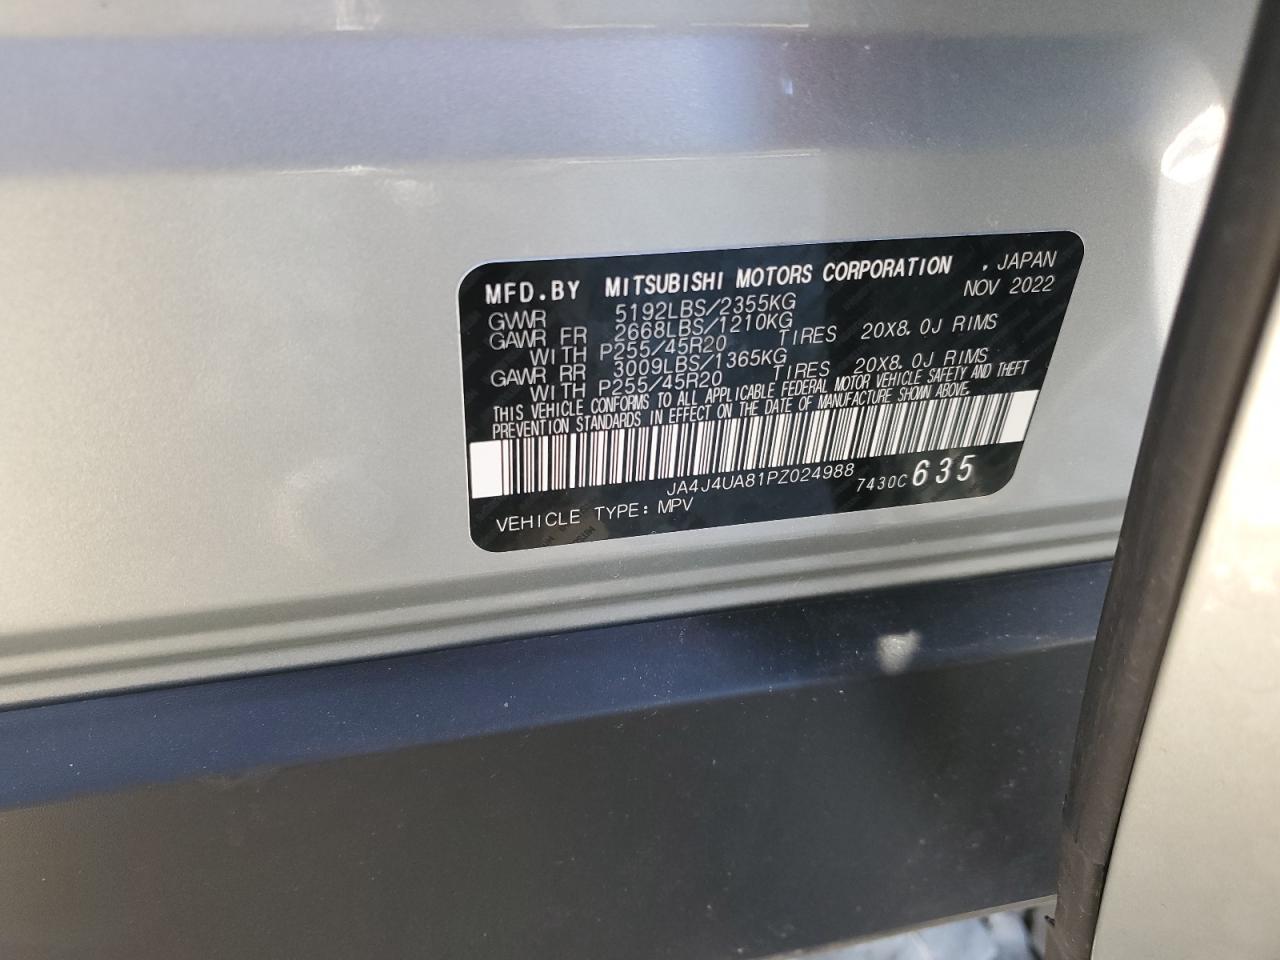 MFD.BY MITSUBISHI MOTORS CORPORATION , JAPAN
NOV 2022
GVWR 5192LBS/2355KG
GAWR FR 2668LBS/1210KG
WITH P255/45R20 TIRES 20X8.0J RIMS
GAWR RR 3009LBS/1365KG
WITH P255/45R20 TIRES 20X8.0J RIMS
THIS VEHICLE CONFORMS TO ALL APPLICABLE FEDERAL MOTOR VEHICLE SAFETY AND THEFT
PREVENTION STANDARDS IN EFFECT ON THE DATE OF MANUFACTURE SHOWN ABOVE.
JA4J4UA81PZ024988
7430C 635
VEHICLE TYPE: MPV